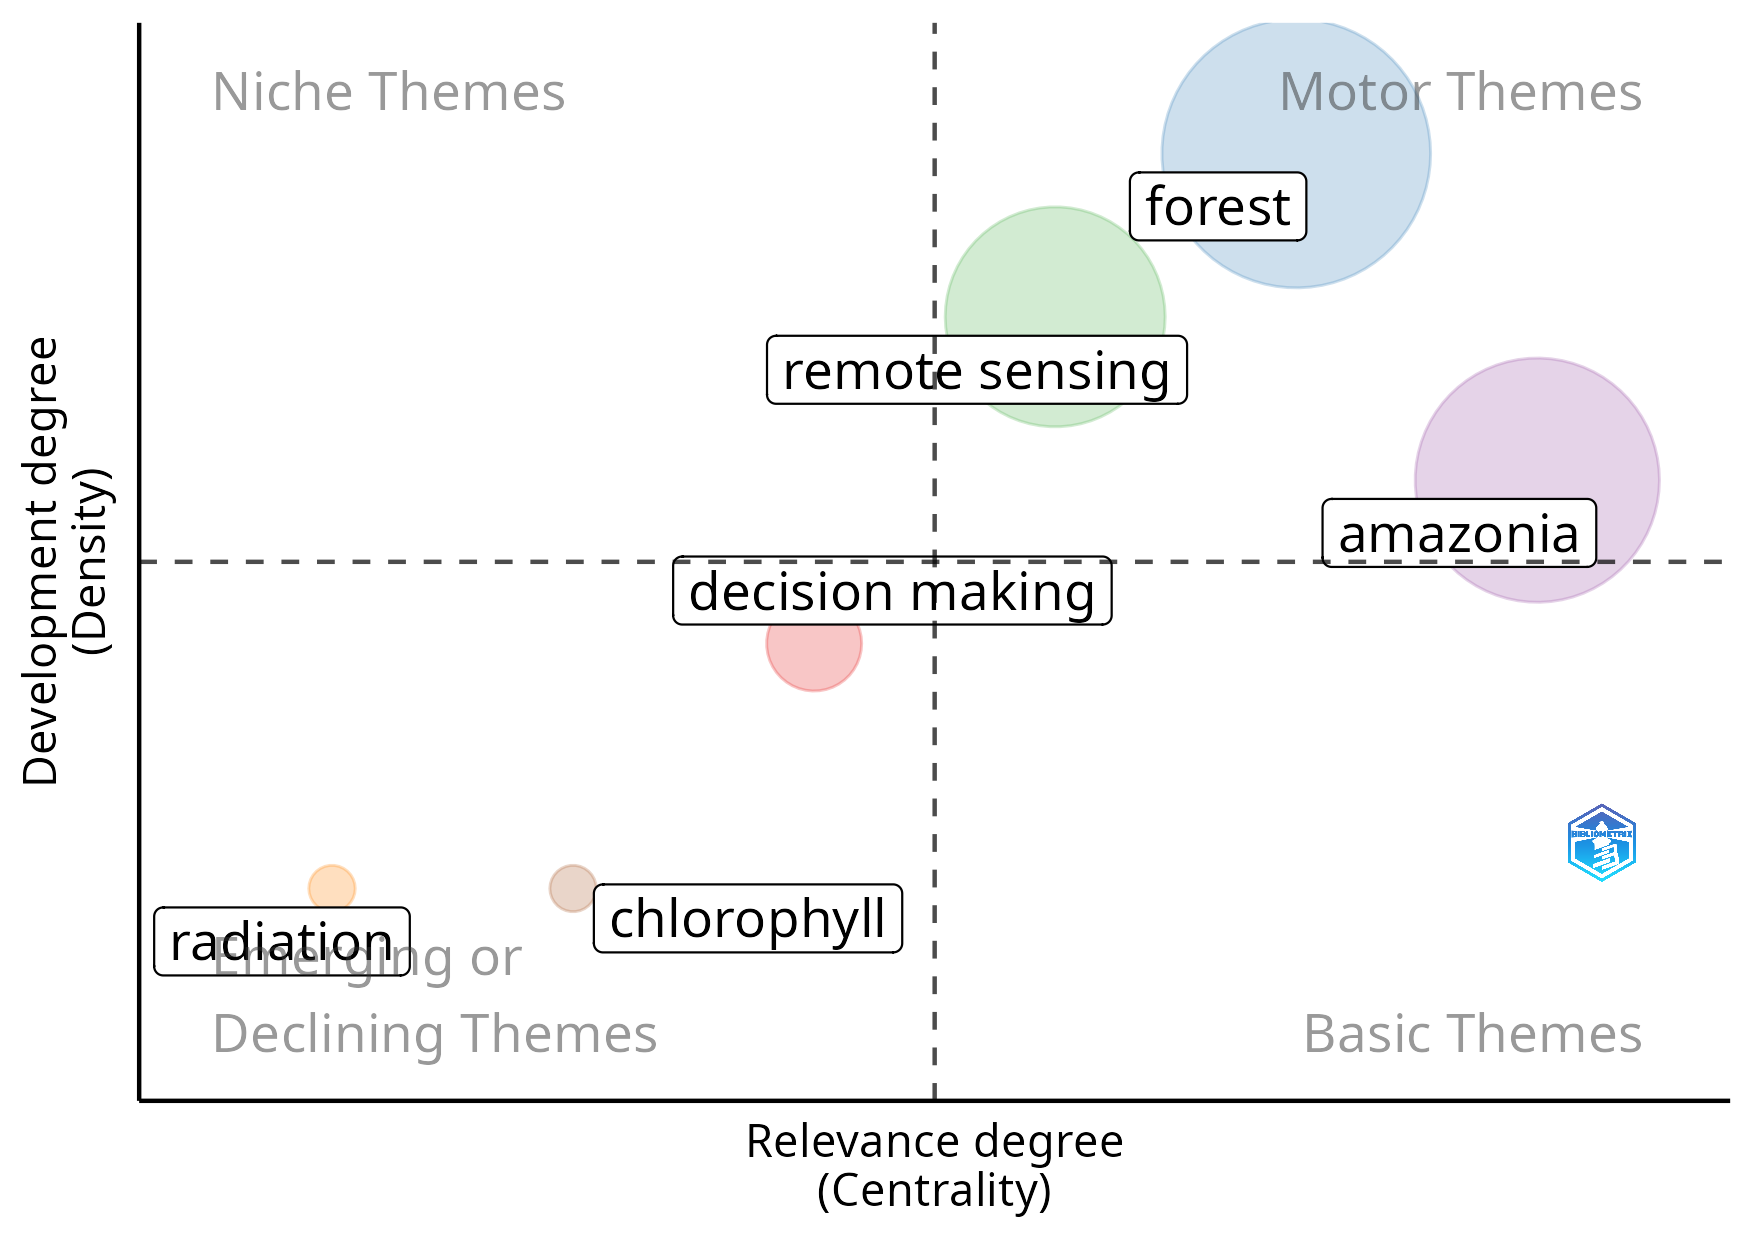 Niche Themes
Motor Themes
forest
remote sensing
amazonia
decision making
radiation
chlorophyll
Emerging or
Declining Themes
Basic Themes
BIBLIOMETRIX
Development degree
(Density)
Relevance degree
(Centrality)